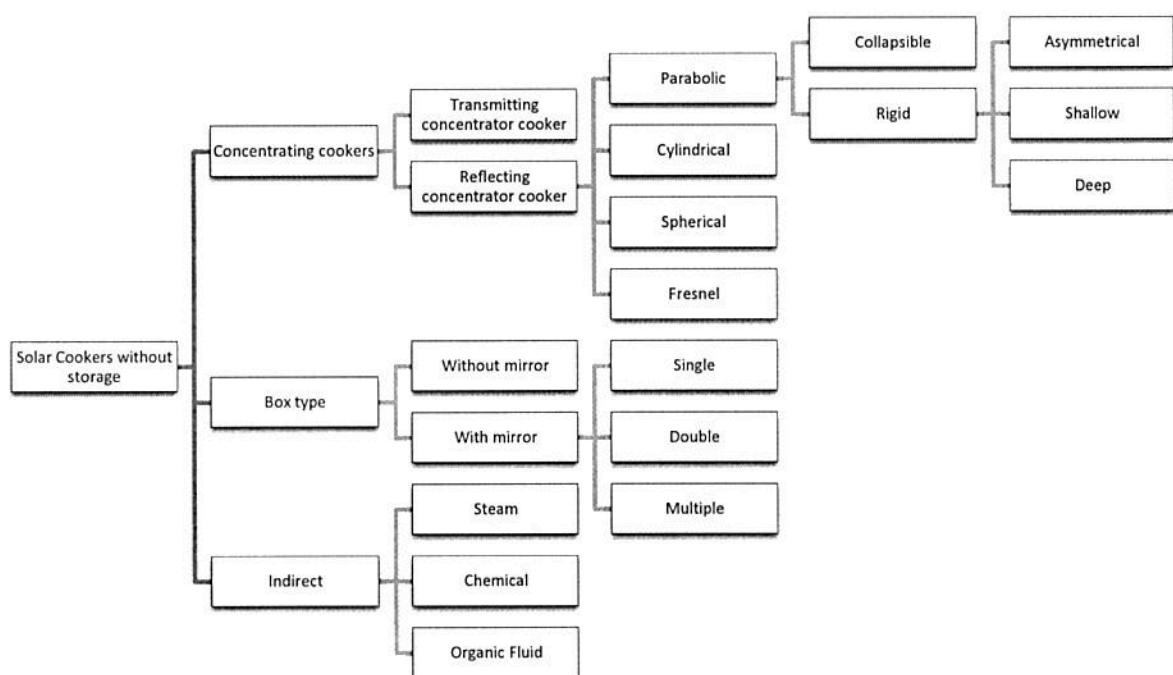 Collapsible
Asymmetrical
Parabolic
Transmitting
concentrator cooker
Rigid
Shallow
Concentrating cookers
Cylindrical
Reflecting
concentrator cooker
Deep
Spherical
Fresnel
Solar Cookers without
storage
Without mirror
Single
Box type
With mirror
Double
Steam
Multiple
Indirect
Chemical
Organic Fluid